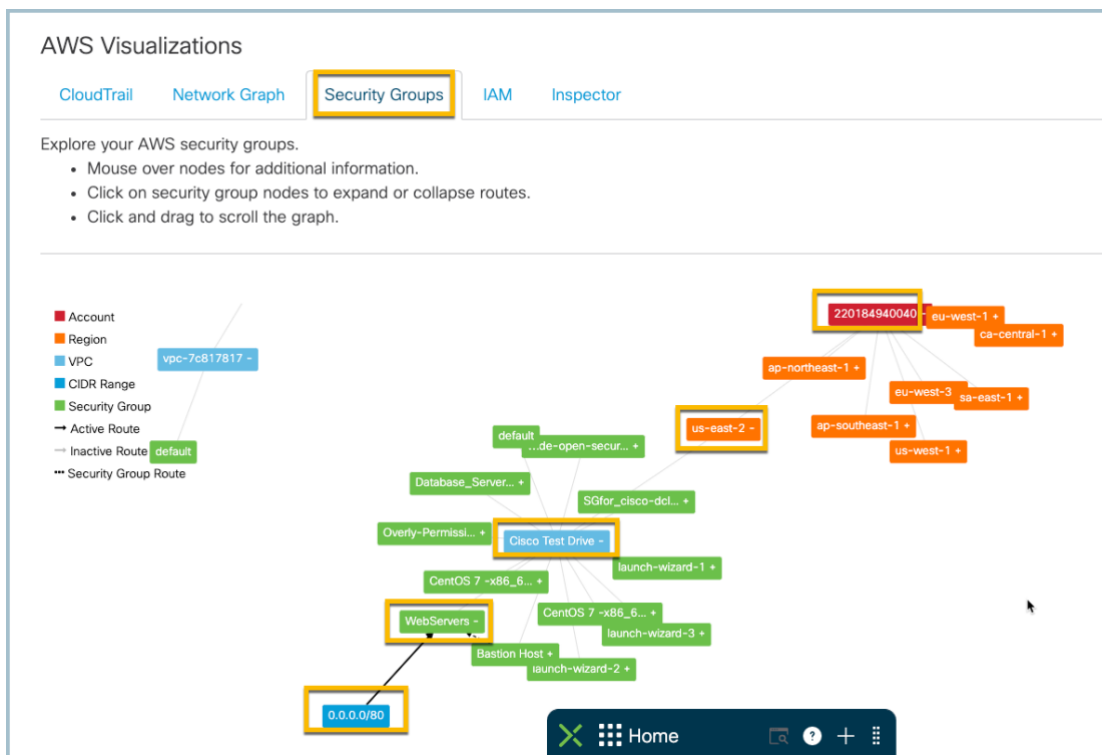 AWS Visualizations
CloudTrail Network Graph Security Groups IAM Inspector
Explore your AWS security groups.
• Mouse over nodes for additional information.
• Click on security group nodes to expand or collapse routes.
• Click and drag to scroll the graph.
Account
Region
VPC
CIDR Range
Security Group
Active Route
Inactive Route
Security Group Route
vpc-7c817817 -
default
220184940040
eu-west-1 +
ca-central-1 +
ap-northeast-1 +
eu-west-3
sa-east-1 +
us-east-2 -
ap-southeast-1 +
us-west-1 +
default
...de-open-secur... +
Database_Server... +
SGfor_cisco-dcl... +
Overly-Permissi... +
Cisco Test Drive -
launch-wizard-1 +
CentOS 7 -x86_6... +
WebServers -
CentOS 7 -x86_6... +
launch-wizard-3 +
Bastion Host +
launch-wizard-2 +
0.0.0.0/80
Home